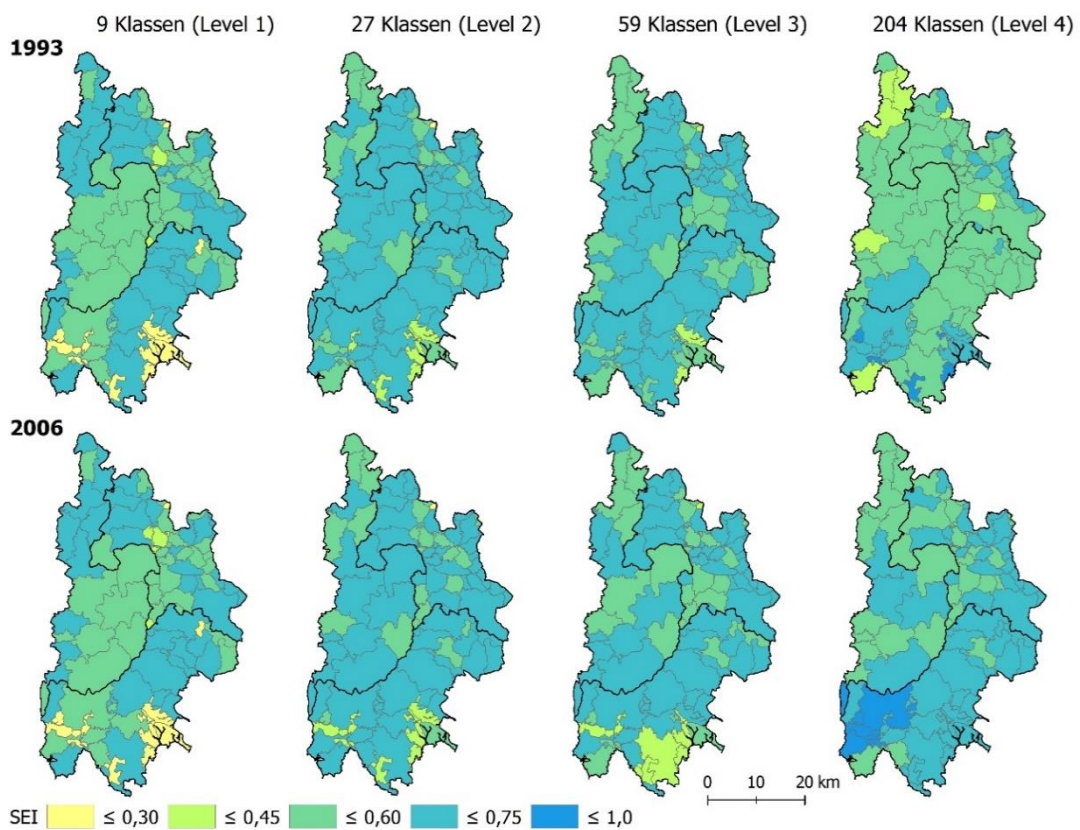 9 Klassen (Level 1) 27 Klassen (Level 2) 59 Klassen (Level 3) 204 Klassen (Level 4)
1993
2006
0 10 20 km
SEI ≤ 0,30 ≤ 0,45 ≤ 0,60 ≤ 0,75 ≤ 1,0